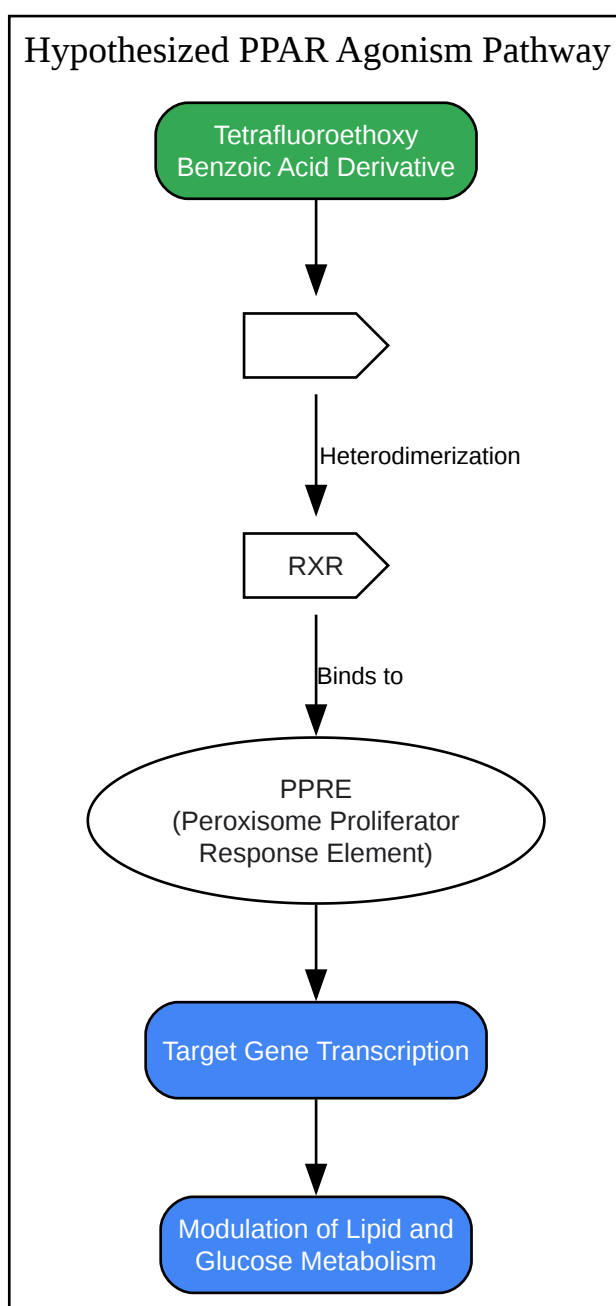 Hypothesized PPAR Agonism Pathway
Tetrafluoroethoxy
Benzoic Acid Derivative
Heterodimerization
RXR
Binds to
PPRE
(Peroxisome Proliferator
Response Element)
Target Gene Transcription
Modulation of Lipid and
Glucose Metabolism